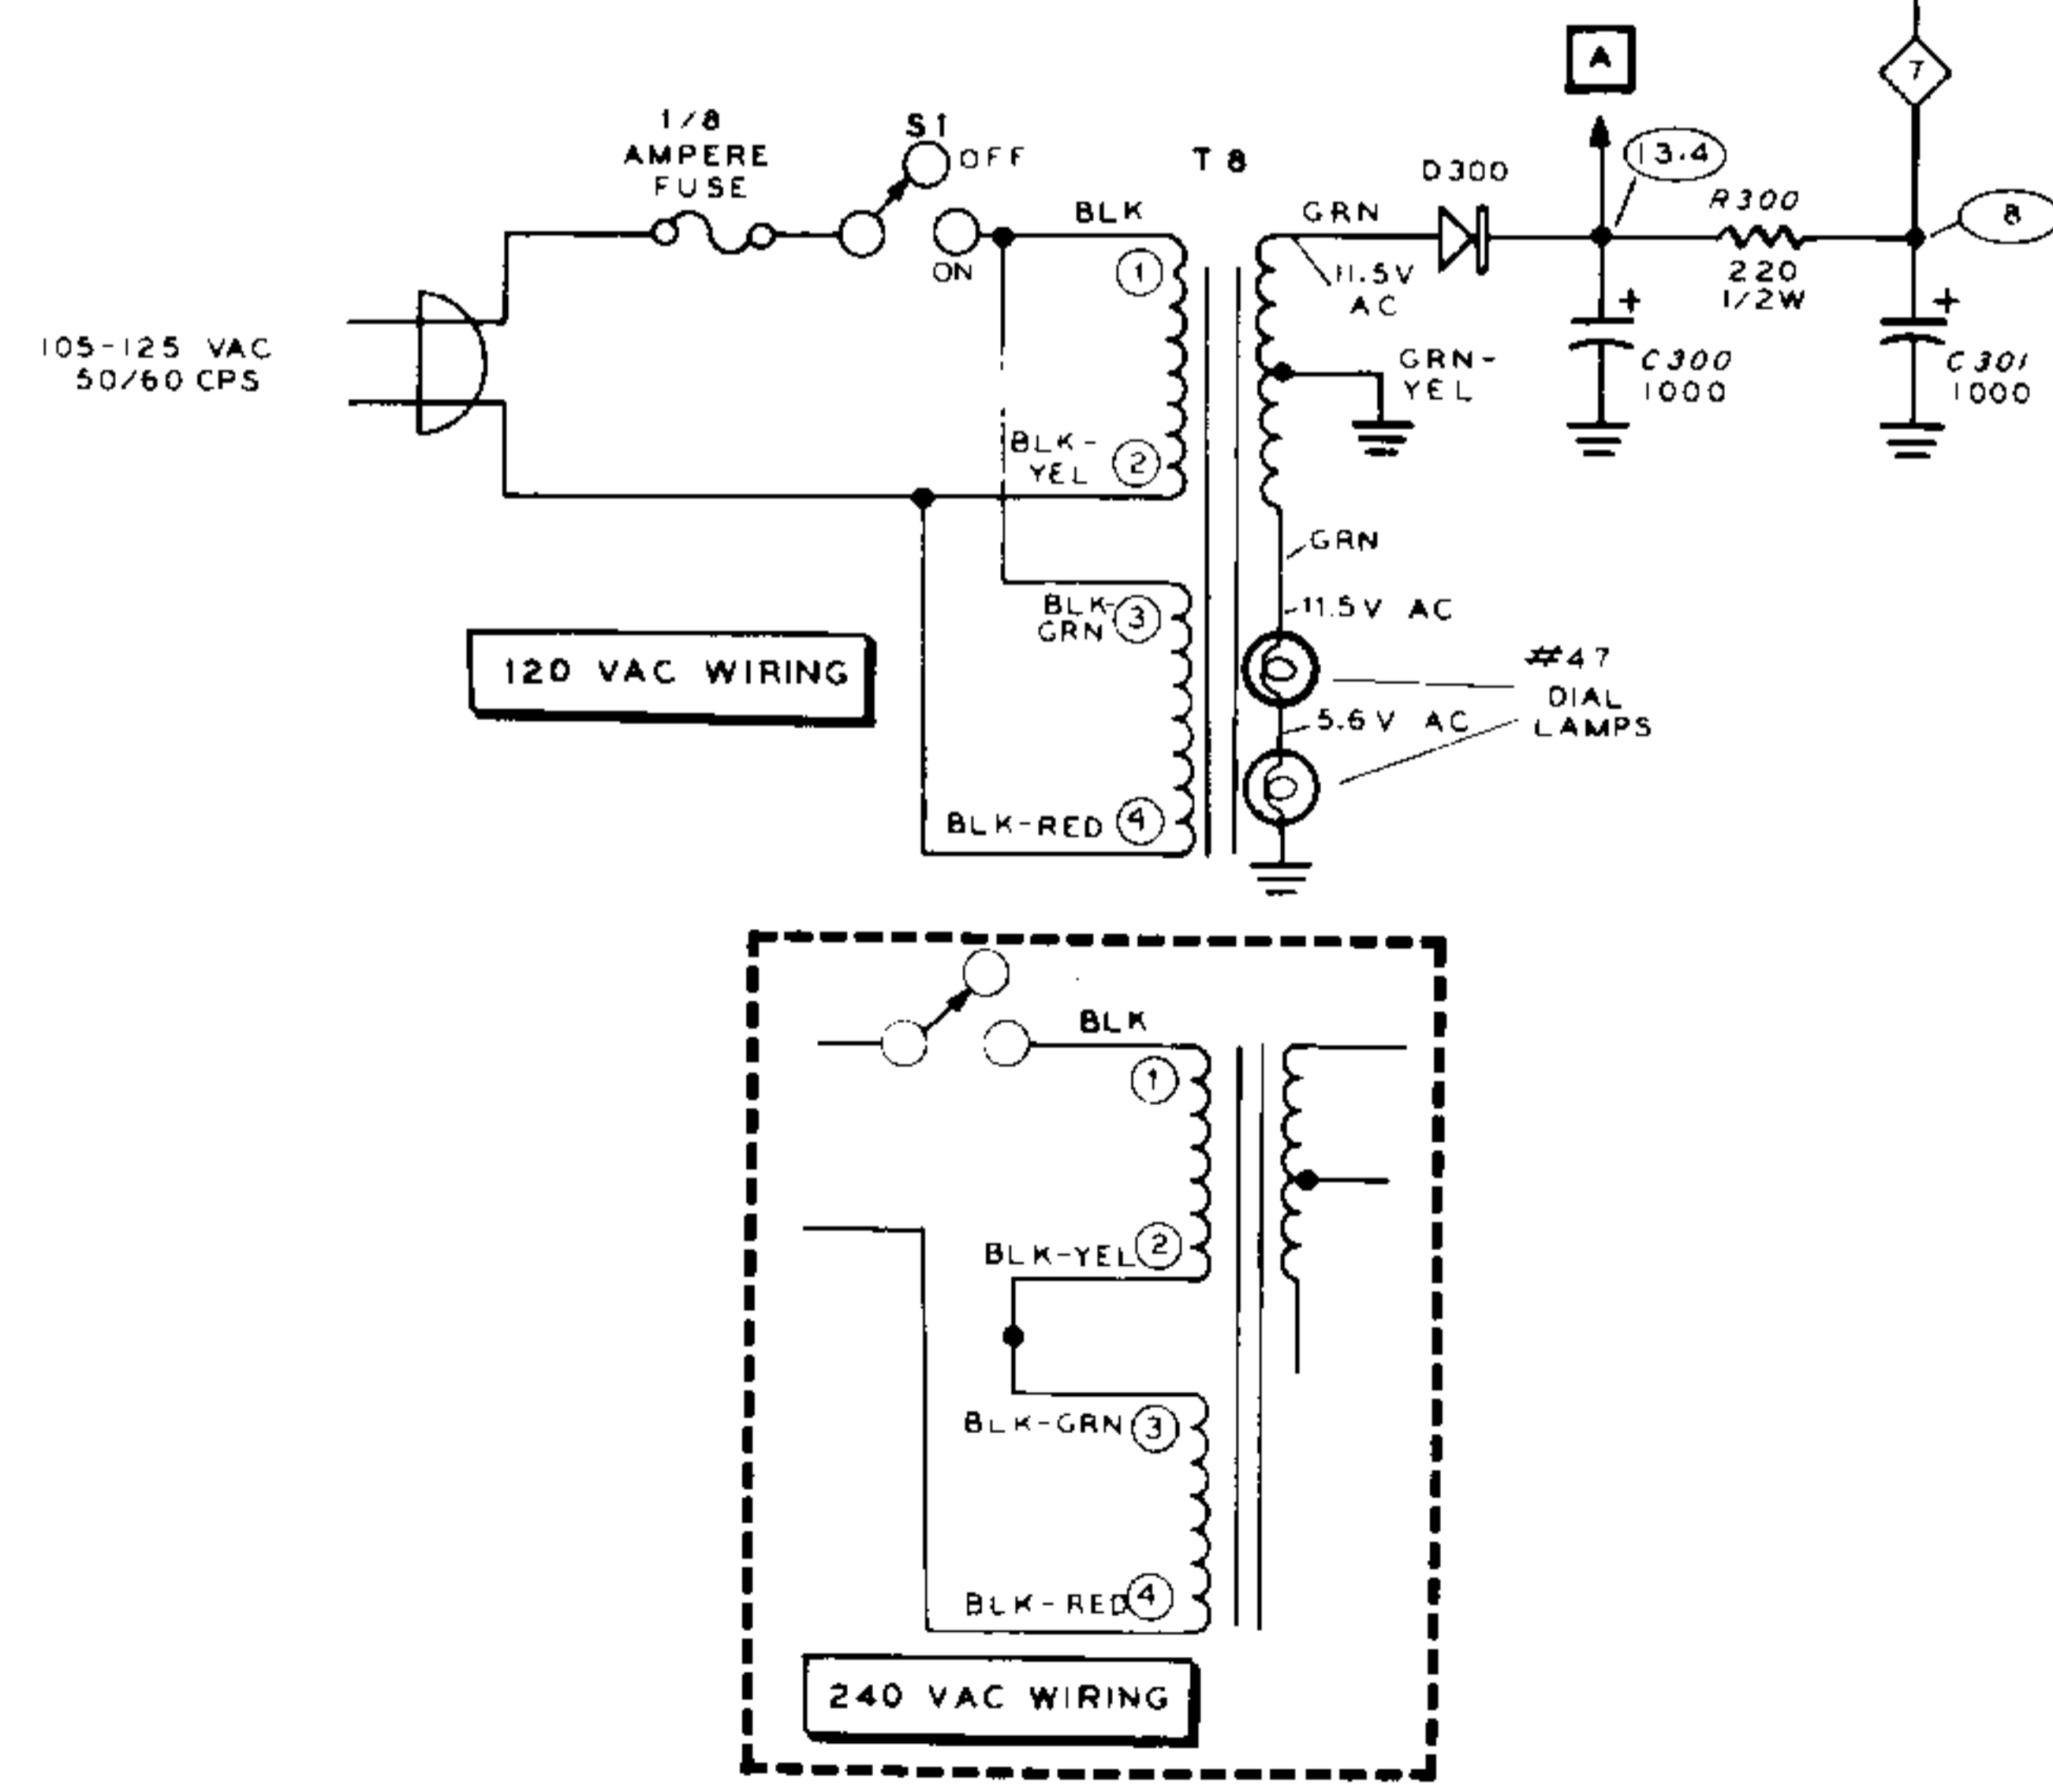 A
7
1/8
AMPERE
FUSE
S1
OFF
ON
T8
BLK
GRN
D300
13.4
R300
220
1/2W
8
1
11.5V
AC
105-125 VAC
50/60 CPS
GRN-
YEL
+
C300
1000
+
C301
1000
BLK-
YEL
2
GRN
11.5V AC
BLK-
GRN
3
120 VAC WIRING
#47
DIAL
LAMPS
5.6V AC
BLK-RED
4
BLK
1
BLK-YEL
2
BLK-GRN
3
BLK-RED
4
240 VAC WIRING